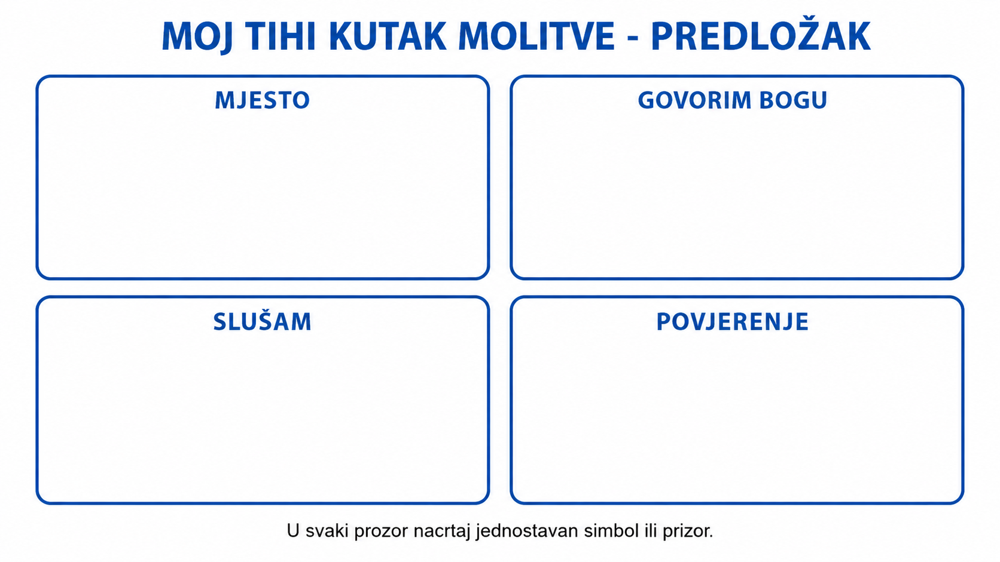 MOJ TIHI KUTAK MOLITVE - PREDLOŽAK
MJESTO
GOVORIM BOGU
SLUŠAM
POVJERENJE
U svaki prozor nacrtaj jednostavan simbol ili prizor.